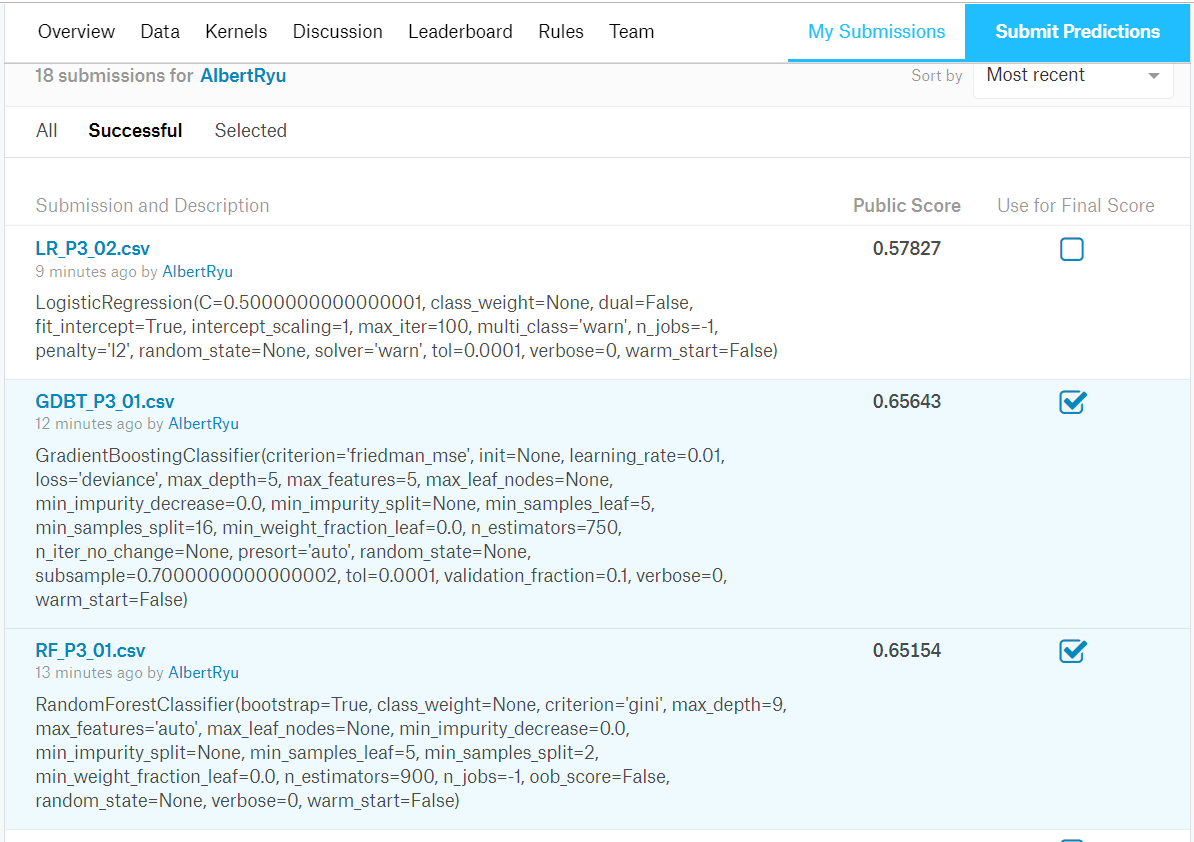 Overview Data Kernels Discussion Leaderboard Rules Team My Submissions Submit Predictions
18 submissions for AlbertRyu Sort by Most recent
All Successful Selected
Submission and Description Public Score Use for Final Score
LR_P3_02.csv 0.57827
9 minutes ago by AlbertRyu
LogisticRegression(C=0.5000000000000001, class_weight=None, dual=False,
fit_intercept=True, intercept_scaling=1, max_iter=100, multi_class='warn', n_jobs=-1,
penalty='l2', random_state=None, solver='warn', tol=0.0001, verbose=0, warm_start=False)
GDBT_P3_01.csv 0.65643
12 minutes ago by AlbertRyu
GradientBoostingClassifier(criterion='friedman_mse', init=None, learning_rate=0.01,
loss='deviance', max_depth=5, max_features=5, max_leaf_nodes=None,
min_impurity_decrease=0.0, min_impurity_split=None, min_samples_leaf=5,
min_samples_split=16, min_weight_fraction_leaf=0.0, n_estimators=750,
n_iter_no_change=None, presort='auto', random_state=None,
subsample=0.7000000000000002, tol=0.0001, validation_fraction=0.1, verbose=0,
warm_start=False)
RF_P3_01.csv 0.65154
13 minutes ago by AlbertRyu
RandomForestClassifier(bootstrap=True, class_weight=None, criterion='gini', max_depth=9,
max_features='auto', max_leaf_nodes=None, min_impurity_decrease=0.0,
min_impurity_split=None, min_samples_leaf=5, min_samples_split=2,
min_weight_fraction_leaf=0.0, n_estimators=900, n_jobs=-1, oob_score=False,
random_state=None, verbose=0, warm_start=False)